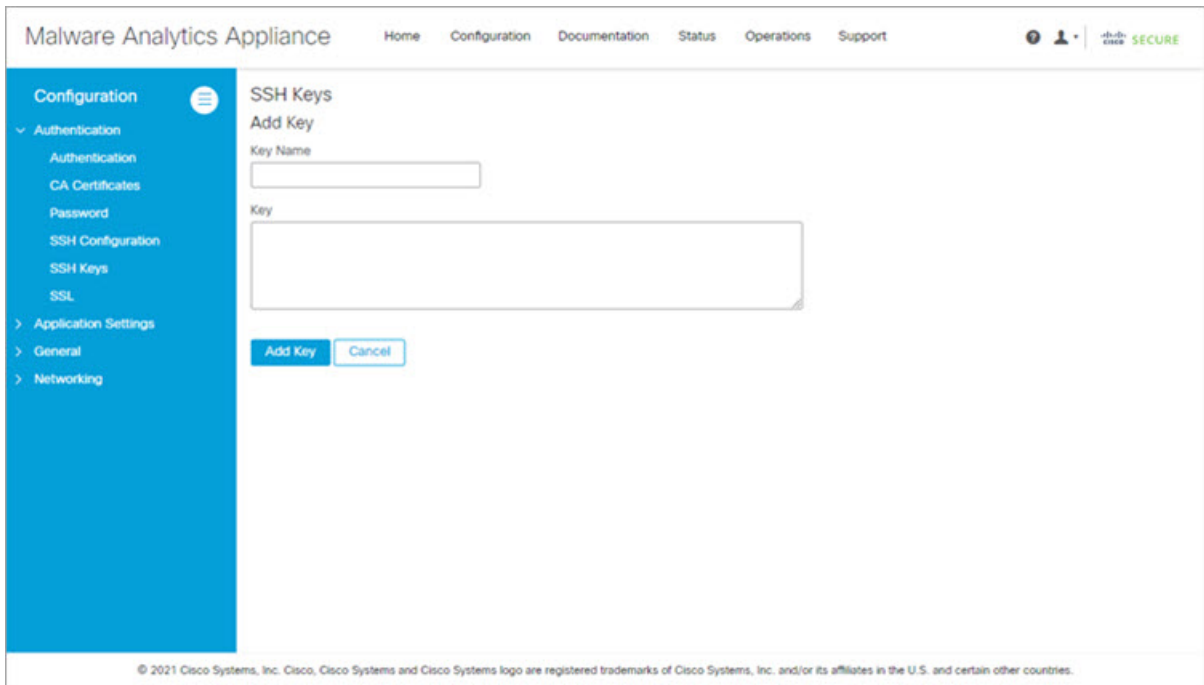 Malware Analytics Appliance
Home Configuration Documentation Status Operations Support
CISCO SECURE
Configuration
Authentication
Authentication
CA Certificates
Password
SSH Configuration
SSH Keys
SSL
Application Settings
General
Networking
SSH Keys
Add Key
Key Name
Key
Add Key Cancel
© 2021 Cisco Systems, Inc. Cisco, Cisco Systems and Cisco Systems logo are registered trademarks of Cisco Systems, Inc. and/or its affiliates in the U.S. and certain other countries.